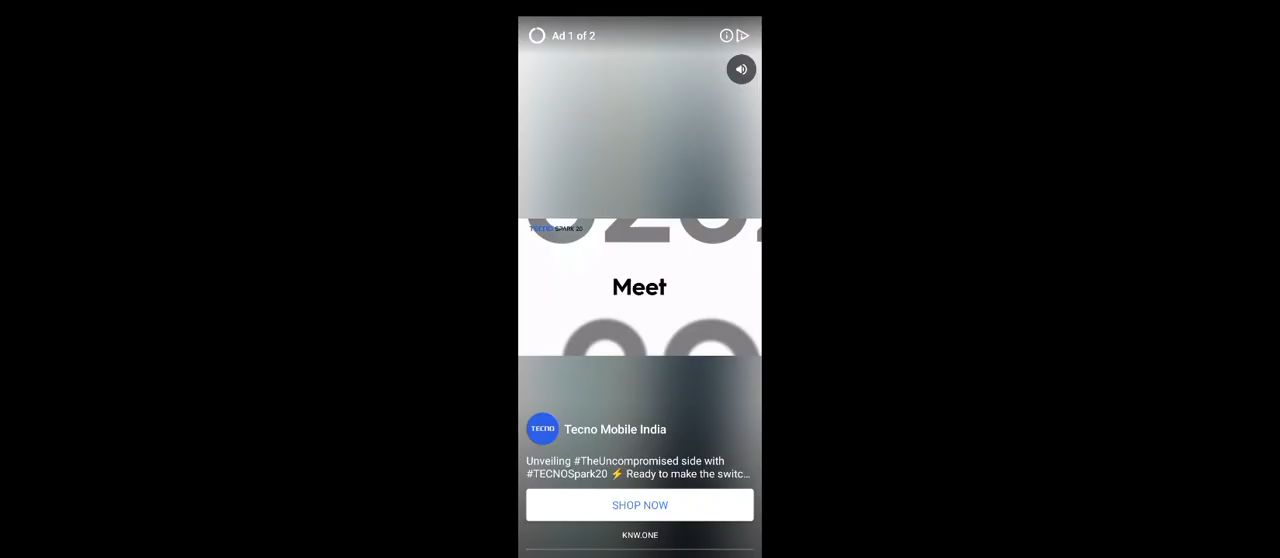 Ad 1 of 2
TECNO SPARK 20
Meet
TECNO
Tecno Mobile India
Unveiling #TheUncompromised side with
#TECNOSpark20 ⚡ Ready to make the switc...
SHOP NOW
KNW.ONE